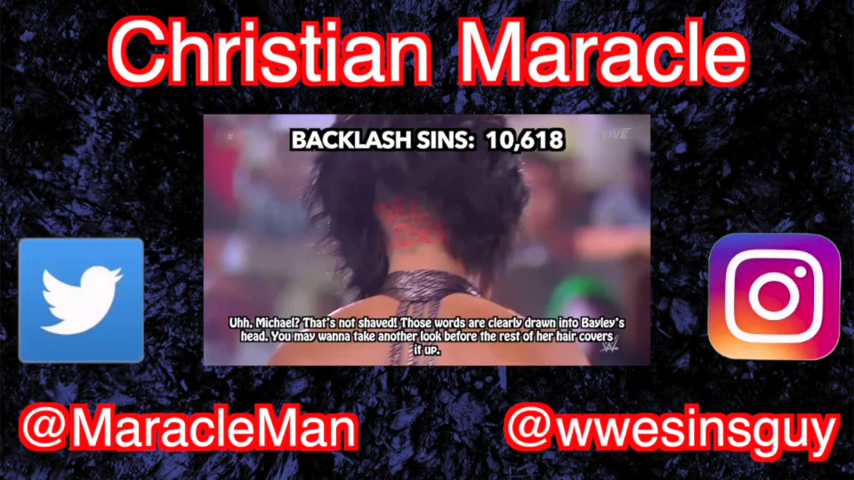 Christian Maracle
BACKLASH SINS: 10,618
LIVE
Uhh, Michael? That's not shaved! Those words are clearly drawn into Bayley's
head. You may wanna take another look before the rest of her hair covers
it up.
@MaracleMan
@wwesinsguy